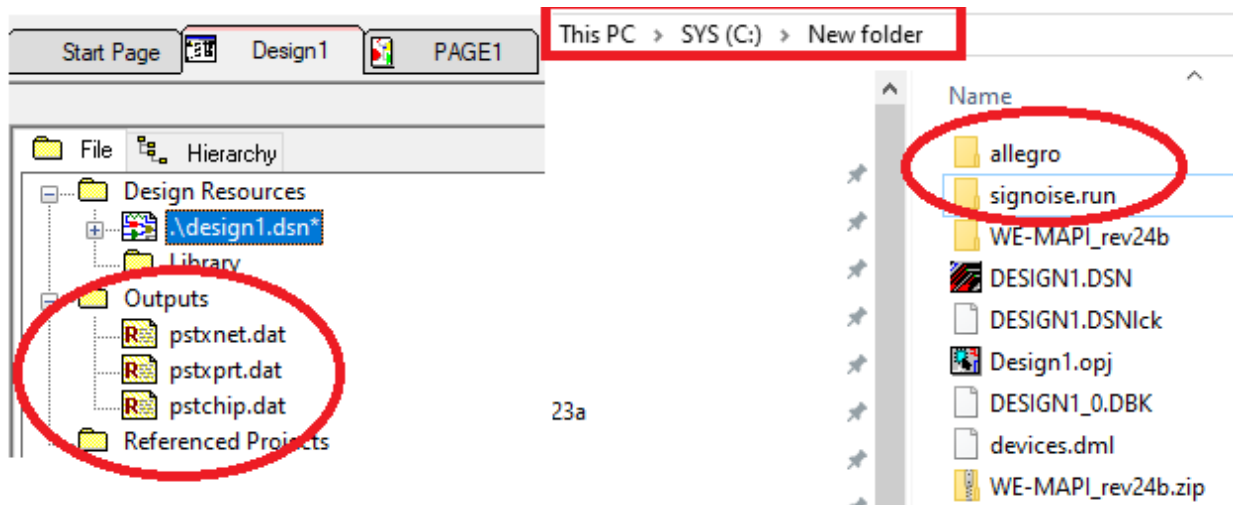 Start Page
Design1
PAGE1
File
Hierarchy
Design Resources
.\design1.dsn*
Library
Outputs
R pstxnet.dat
R pstxprt.dat
R pstchip.dat
Referenced Projects
This PC > SYS (C:) > New folder
23a
Name
allegro
signoise.run
WE-MAPI_rev24b
DESIGN1.DSN
DESIGN1.DSNlck
Design1.opj
DESIGN1_0.DBK
devices.dml
WE-MAPI_rev24b.zip